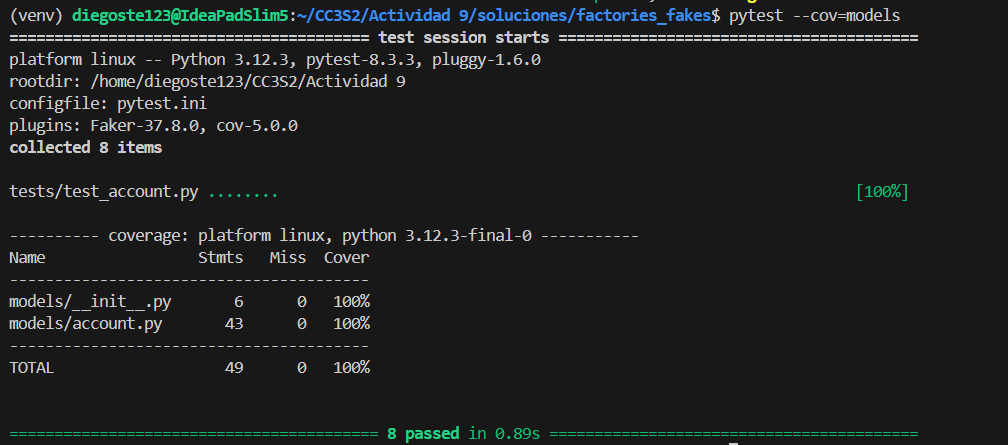 (venv) diegoste123@IdeaPadSlim5:~/CC3S2/Actividad 9/soluciones/factories_fakes$ pytest --cov=models
======================================== test session starts ========================================
platform linux -- Python 3.12.3, pytest-8.3.3, pluggy-1.6.0
rootdir: /home/diegoste123/CC3S2/Actividad 9
configfile: pytest.ini
plugins: Faker-37.8.0, cov-5.0.0
collected 8 items
tests/test_account.py ........ [100%]
---------- coverage: platform linux, python 3.12.3-final-0 -----------
Name Stmts Miss Cover
----------------------------------------
models/__init__.py 6 0 100%
models/account.py 43 0 100%
----------------------------------------
TOTAL 49 0 100%
========================================= 8 passed in 0.89s =========================================